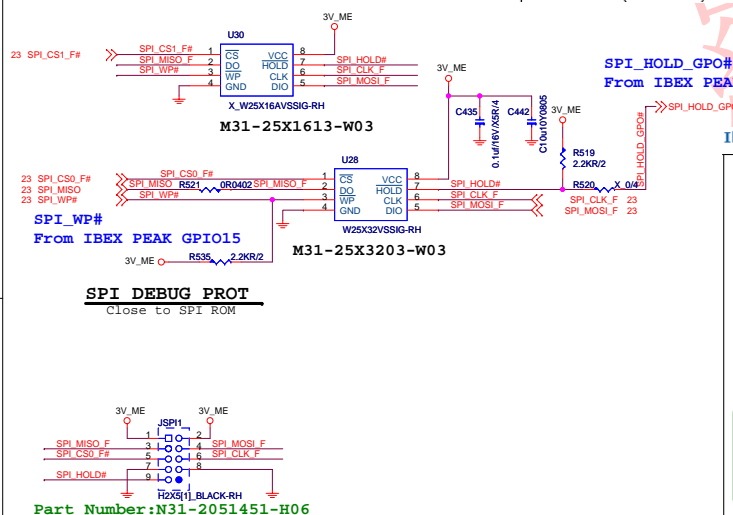 3V_ME
U30
23 SPI_CS1_F#
SPI_CS1_F# 1 CS VCC 8
SPI_MISO_F 2 DO HOLD 7 SPI_HOLD#
SPI_WP# 3 WP CLK 6 SPI_CLK_F
4 GND DIO 5 SPI_MOSI_F
X_W25X16AVSSIG-RH
M31-25X1613-W03
SPI_HOLD_GPO#
From IBEX PEA
3V_ME
C435
0.1uf/16V/X5R/4
C442
C10u10Y0805
3V_ME
SPI_HOLD_GPO#
SPI_HOLD_GP
R519
2.2KR/2
U28
23 SPI_CS0_F#
SPI_CS0_F# 1 CS VCC 8
23 SPI_MISO
SPI_MISO R521 0R0402 SPI_MISO_F 2 DO HOLD 7 SPI_HOLD#
R520 X_0/4
23 SPI_WP#
SPI_WP# 3 WP CLK 6 SPI_CLK_F
SPI_CLK_F 23
4 GND DIO 5 SPI_MOSI_F
SPI_MOSI_F 23
W25X32VSSIG-RH
M31-25X3203-W03
SPI_WP#
From IBEX PEAK GPIO15
3V_ME R535 2.2KR/2
SPI DEBUG PROT
Close to SPI ROM
3V_ME 3V_ME
JSPI1
1 2
SPI_MISO_F 3 4 SPI_MOSI_F
SPI_CS0_F# 5 6 SPI_CLK_F
7 8
SPI_HOLD# 9
H2X5[1]_BLACK-RH
Part Number:N31-2051451-H06